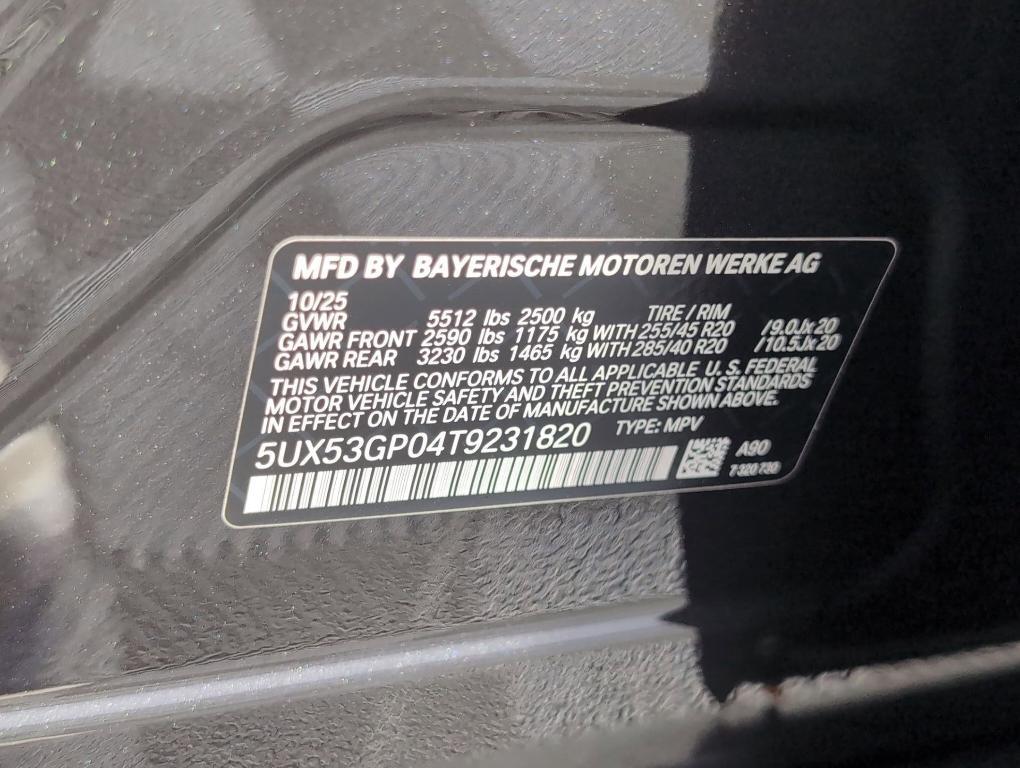 MFD BY BAYERISCHE MOTOREN WERKE AG
10/25
GVWR 5512 lbs 2500 kg TIRE / RIM
GAWR FRONT 2590 lbs 1175 kg WITH 255/45 R20 /9.0Jx20
GAWR REAR 3230 lbs 1465 kg WITH 285/40 R20 /10.5Jx20
THIS VEHICLE CONFORMS TO ALL APPLICABLE U.S. FEDERAL
MOTOR VEHICLE SAFETY AND THEFT PREVENTION STANDARDS
IN EFFECT ON THE DATE OF MANUFACTURE SHOWN ABOVE.
5UX53GP04T9231820 TYPE: MPV
A90
7 320 730